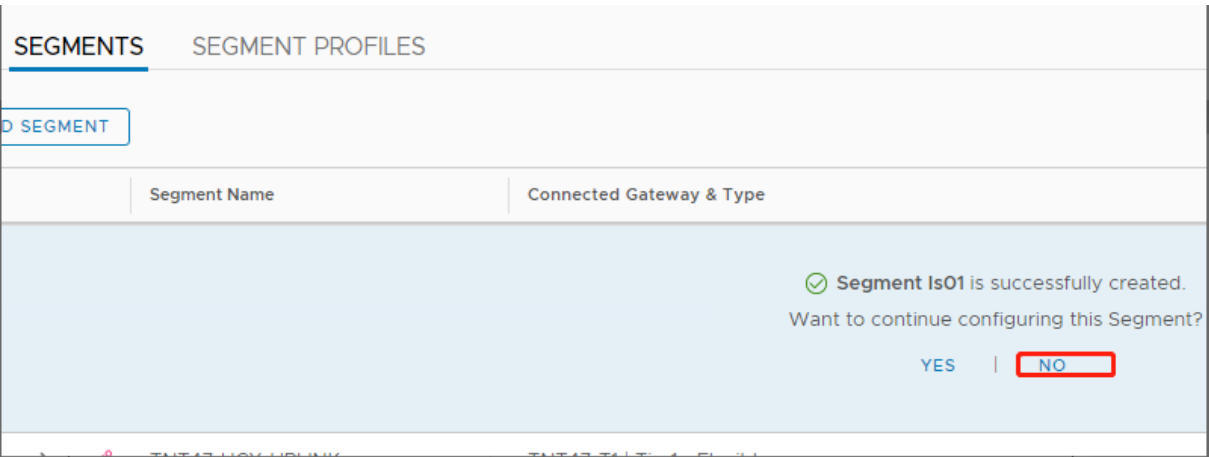 SEGMENTS SEGMENT PROFILES
D SEGMENT
Segment Name Connected Gateway & Type
Segment ls01 is successfully created.
Want to continue configuring this Segment?
YES | NO